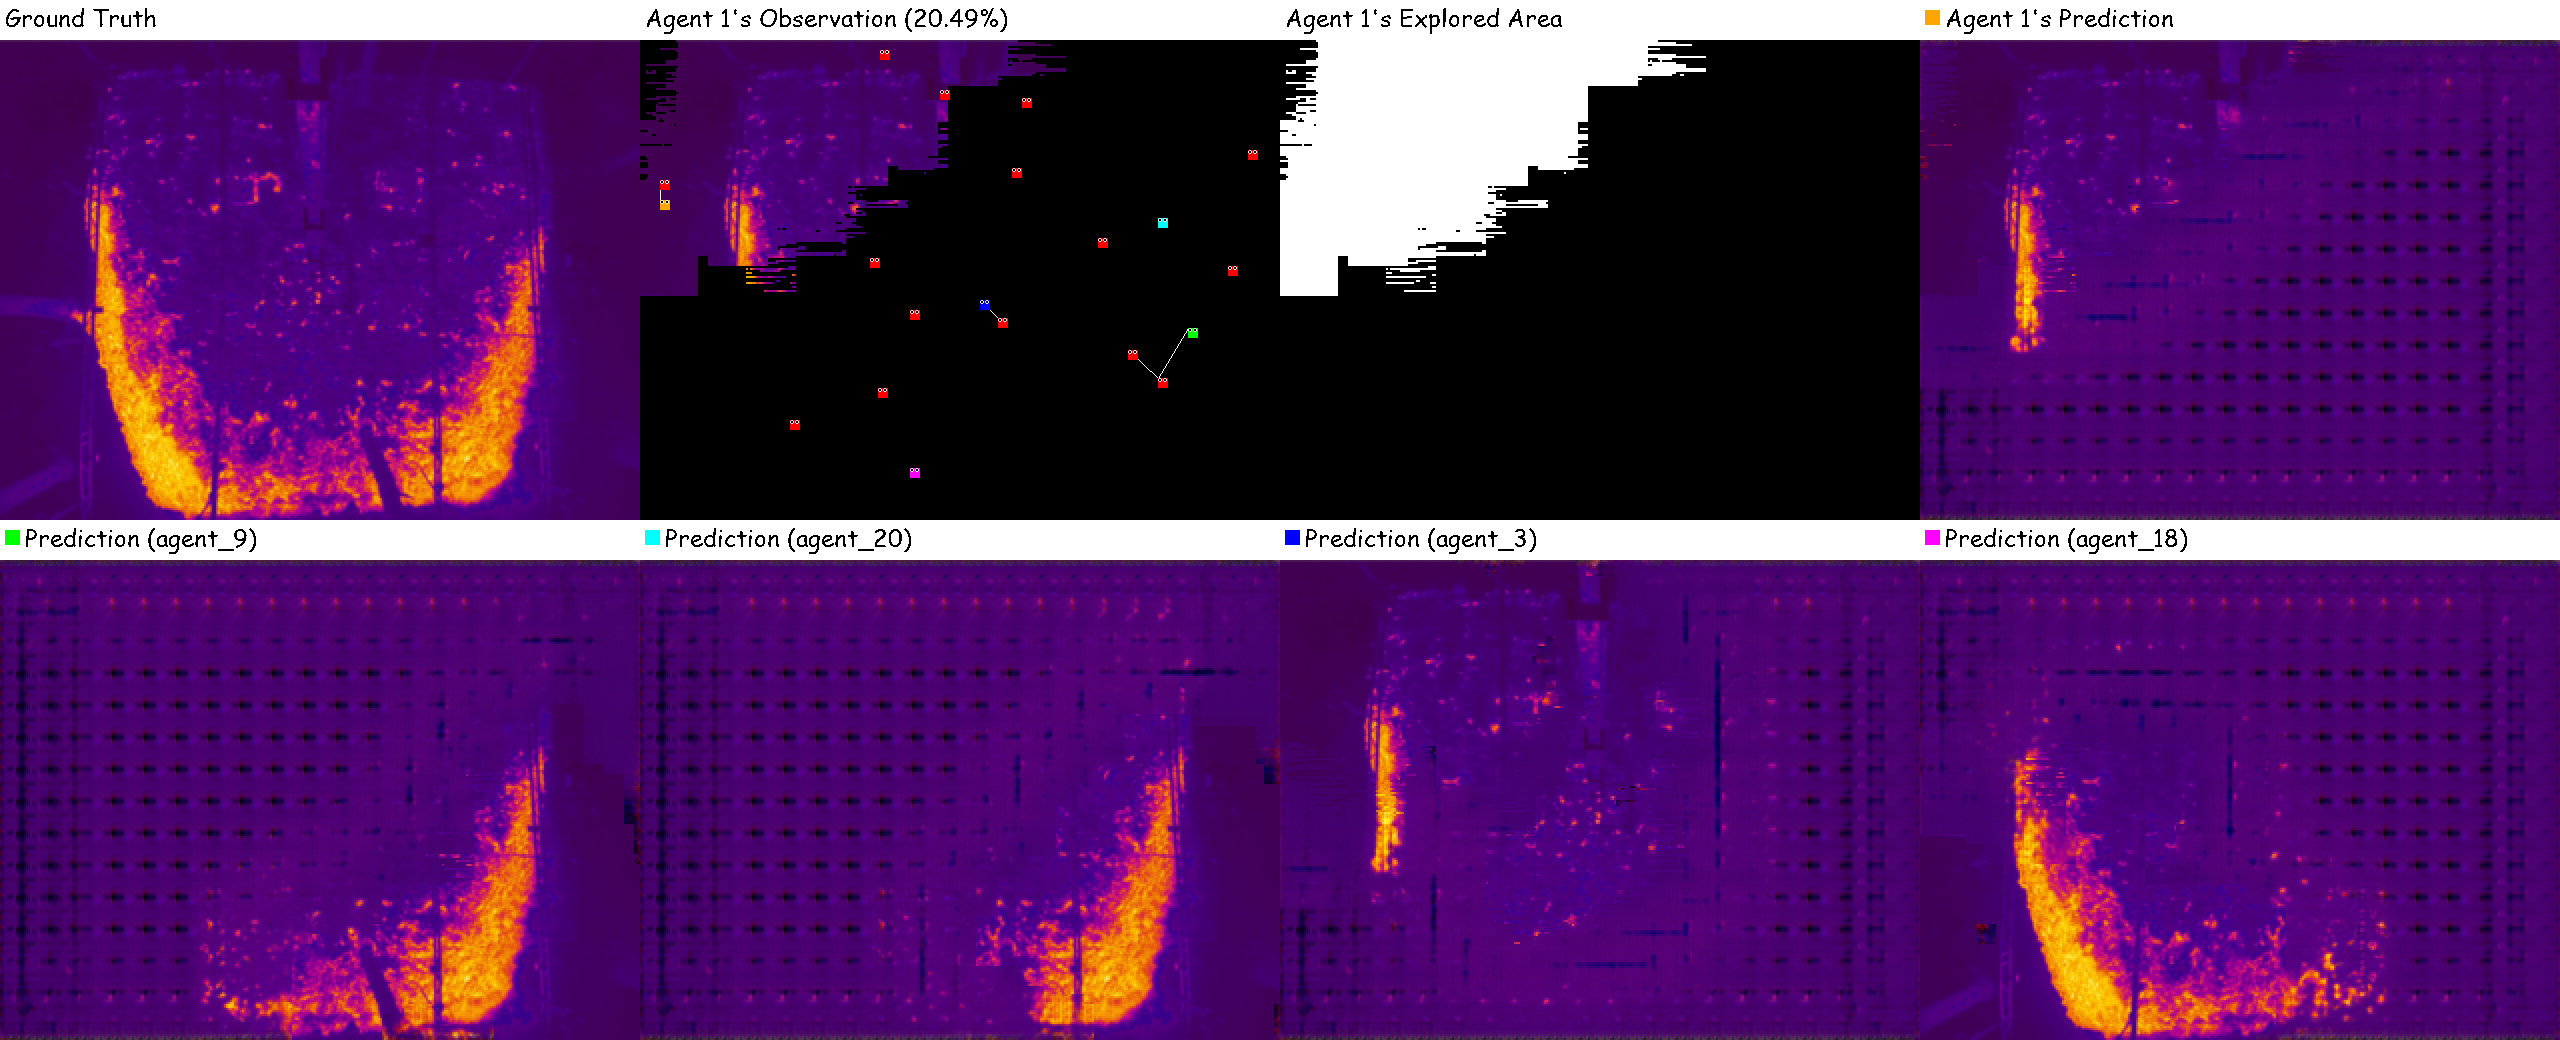 Ground Truth
Agent 1's Observation (20.49%)
Agent 1's Explored Area
Agent 1's Prediction
Prediction (agent_9)
Prediction (agent_20)
Prediction (agent_3)
Prediction (agent_18)